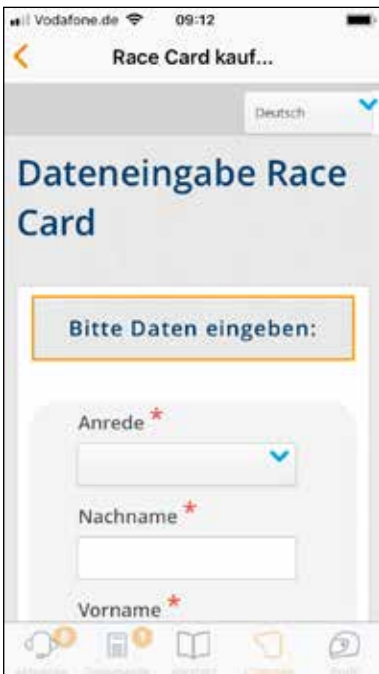 Vodafone.de 09:12
Race Card kauf...
Deutsch
Dateneingabe Race
Card
Bitte Daten eingeben:
Anrede *
Nachname *
Vorname *